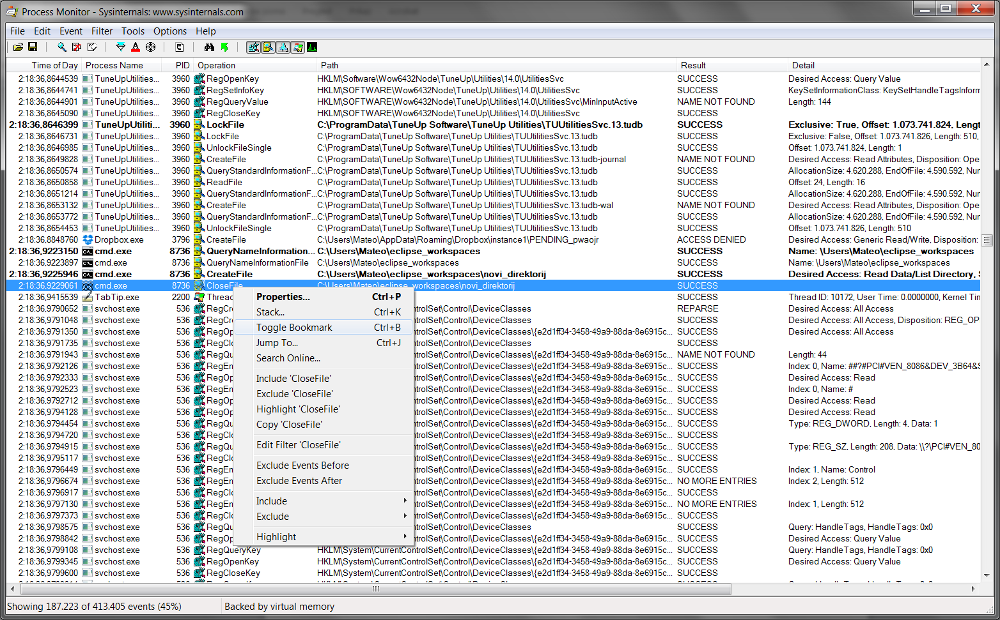 Process Monitor - Sysinternals: www.sysinternals.com
File Edit Event Filter Tools Options Help
Time of Day Process Name PID Operation Path Result Detail
2:18:36,8644539 TuneUpUtilities... 3960 RegOpenKey HKLM\Software\Wow6432Node\TuneUp\Utilities\14.0\UtilitiesSvc SUCCESS Desired Access: Query Value
2:18:36,8644741 TuneUpUtilities... 3960 RegSetInfoKey HKLM\SOFTWARE\Wow6432Node\TuneUp\Utilities\14.0\UtilitiesSvc SUCCESS KeySetInformationClass: KeySetHandleTagsInform
2:18:36,8644901 TuneUpUtilities... 3960 RegQueryValue HKLM\SOFTWARE\Wow6432Node\TuneUp\Utilities\14.0\UtilitiesSvc\MinInputActive NAME NOT FOUND Length: 144
2:18:36,8645090 TuneUpUtilities... 3960 RegCloseKey HKLM\SOFTWARE\Wow6432Node\TuneUp\Utilities\14.0\UtilitiesSvc SUCCESS
2:18:36,8646399 TuneUpUtiliti... 3960 LockFile C:\ProgramData\TuneUp Software\TuneUp Utilities\TUUtilitiesSvc.13.tudb SUCCESS Exclusive: True, Offset: 1.073.741.824, Length
2:18:36,8646731 TuneUpUtilities... 3960 LockFile C:\ProgramData\TuneUp Software\TuneUp Utilities\TUUtilitiesSvc.13.tudb SUCCESS Exclusive: False, Offset: 1.073.741.826, Length: 510,
2:18:36,8646985 TuneUpUtilities... 3960 UnlockFileSingle C:\ProgramData\TuneUp Software\TuneUp Utilities\TUUtilitiesSvc.13.tudb SUCCESS Offset: 1.073.741.824, Length: 1
2:18:36,8649828 TuneUpUtilities... 3960 CreateFile C:\ProgramData\TuneUp Software\TuneUp Utilities\TUUtilitiesSvc.13.tudb-journal NAME NOT FOUND Desired Access: Read Attributes, Disposition: Ope
2:18:36,8650574 TuneUpUtilities... 3960 QueryStandardInformationF... C:\ProgramData\TuneUp Software\TuneUp Utilities\TUUtilitiesSvc.13.tudb SUCCESS AllocationSize: 4.620.288, EndOfFile: 4.590.592, Nur
2:18:36,8650858 TuneUpUtilities... 3960 ReadFile C:\ProgramData\TuneUp Software\TuneUp Utilities\TUUtilitiesSvc.13.tudb SUCCESS Offset: 24, Length: 16
2:18:36,8651214 TuneUpUtilities... 3960 QueryStandardInformationF... C:\ProgramData\TuneUp Software\TuneUp Utilities\TUUtilitiesSvc.13.tudb SUCCESS AllocationSize: 4.620.288, EndOfFile: 4.590.592, Nur
2:18:36,8653132 TuneUpUtilities... 3960 CreateFile C:\ProgramData\TuneUp Software\TuneUp Utilities\TUUtilitiesSvc.13.tudb-wal NAME NOT FOUND Desired Access: Read Attributes, Disposition: Ope
2:18:36,8653772 TuneUpUtilities... 3960 QueryStandardInformationF... C:\ProgramData\TuneUp Software\TuneUp Utilities\TUUtilitiesSvc.13.tudb SUCCESS AllocationSize: 4.620.288, EndOfFile: 4.590.592, Nur
2:18:36,8654453 TuneUpUtilities... 3960 UnlockFileSingle C:\ProgramData\TuneUp Software\TuneUp Utilities\TUUtilitiesSvc.13.tudb SUCCESS Offset: 1.073.741.826, Length: 510
2:18:36,8848760 Dropbox.exe 3796 CreateFile C:\Users\Mateo\AppData\Roaming\Dropbox\instance1\PENDING_pwaojr ACCESS DENIED Desired Access: Generic Read/Write, Disposition:
2:18:36,9223150 cmd.exe 8736 QueryNameInformation... C:\Users\Mateo\eclipse_workspaces SUCCESS Name: \Users\Mateo\eclipse_workspaces
2:18:36,9223897 cmd.exe 8736 QueryNameInformationFile C:\Users\Mateo\eclipse_workspaces SUCCESS Name: \Users\Mateo\eclipse_workspaces
2:18:36,9225946 cmd.exe 8736 CreateFile C:\Users\Mateo\eclipse_workspaces\novi_direktorij SUCCESS Desired Access: Read Data/List Directory, S
2:18:36,9229061 cmd.exe 8736 CloseFile C:\Users\Mateo\eclipse_workspaces\novi_direktorij SUCCESS
2:18:36,9415539 TabTip.exe 2200 Threa SUCCESS Thread ID: 10172, User Time: 0.0000000, Kernel Tim
2:18:36,9790652 svchost.exe 536 RegCre ntrolSet\Control\DeviceClasses REPARSE Desired Access: All Access
2:18:36,9791048 svchost.exe 536 RegCre ntrolSet\Control\DeviceClasses SUCCESS Desired Access: All Access, Disposition: REG_OP
2:18:36,9791350 svchost.exe 536 RegOp ntrolSet\Control\DeviceClasses\{e2d1ff34-3458-49a9-88da-8e6915c... SUCCESS Desired Access: All Access
2:18:36,9791735 svchost.exe 536 RegClo ntrolSet\Control\DeviceClasses SUCCESS
2:18:36,9791943 svchost.exe 536 RegQu ntrolSet\Control\DeviceClasses\{e2d1ff34-3458-49a9-88da-8e6915c... NAME NOT FOUND Length: 44
2:18:36,9792126 svchost.exe 536 RegEn ntrolSet\Control\DeviceClasses\{e2d1ff34-3458-49a9-88da-8e6915c... SUCCESS Index: 0, Name: ##?#PCI#VEN_8086&DEV_3B64&S
2:18:36,9792333 svchost.exe 536 RegOp ntrolSet\Control\DeviceClasses\{e2d1ff34-3458-49a9-88da-8e6915c... SUCCESS Desired Access: Read
2:18:36,9792523 svchost.exe 536 RegEn ntrolSet\Control\DeviceClasses\{e2d1ff34-3458-49a9-88da-8e6915c... SUCCESS Index: 0, Name: #
2:18:36,9792712 svchost.exe 536 RegOp ntrolSet\Control\DeviceClasses\{e2d1ff34-3458-49a9-88da-8e6915c... SUCCESS Desired Access: Read
2:18:36,9794128 svchost.exe 536 RegOp ntrolSet\Control\DeviceClasses\{e2d1ff34-3458-49a9-88da-8e6915c... SUCCESS Desired Access: Read
2:18:36,9794454 svchost.exe 536 RegQu ntrolSet\Control\DeviceClasses\{e2d1ff34-3458-49a9-88da-8e6915c... SUCCESS Type: REG_DWORD, Length: 4, Data: 1
2:18:36,9794720 svchost.exe 536 RegClo ntrolSet\Control\DeviceClasses\{e2d1ff34-3458-49a9-88da-8e6915c... SUCCESS
2:18:36,9794915 svchost.exe 536 RegQu ntrolSet\Control\DeviceClasses\{e2d1ff34-3458-49a9-88da-8e6915c... SUCCESS Type: REG_SZ, Length: 208, Data: \\?\PCI#VEN_80
2:18:36,9795117 svchost.exe 536 RegClo ntrolSet\Control\DeviceClasses\{e2d1ff34-3458-49a9-88da-8e6915c... SUCCESS
2:18:36,9796449 svchost.exe 536 RegEn ntrolSet\Control\DeviceClasses\{e2d1ff34-3458-49a9-88da-8e6915c... SUCCESS Index: 1, Name: Control
2:18:36,9796674 svchost.exe 536 RegEn ntrolSet\Control\DeviceClasses\{e2d1ff34-3458-49a9-88da-8e6915c... NO MORE ENTRIES Index: 2, Length: 512
2:18:36,9796917 svchost.exe 536 RegClo ntrolSet\Control\DeviceClasses\{e2d1ff34-3458-49a9-88da-8e6915c... SUCCESS
2:18:36,9797130 svchost.exe 536 RegEn ntrolSet\Control\DeviceClasses\{e2d1ff34-3458-49a9-88da-8e6915c... NO MORE ENTRIES Index: 1, Length: 512
2:18:36,9797373 svchost.exe 536 RegClo ntrolSet\Control\DeviceClasses\{e2d1ff34-3458-49a9-88da-8e6915c... SUCCESS
2:18:36,9798575 svchost.exe 536 RegQu ntrolSet\Control\DeviceClasses SUCCESS Query: HandleTags, HandleTags: 0x0
2:18:36,9798842 svchost.exe 536 RegOp ntrolSet\Control\DeviceClasses\{e2d1ff34-3458-49a9-88da-8e6915c... SUCCESS Desired Access: Query Value
2:18:36,9799108 svchost.exe 536 RegQueryKey HKLM\System\CurrentControlSet\Control\DeviceClasses\{e2d1ff34-3458-49a9-88da-8e6915c... SUCCESS Query: HandleTags, HandleTags: 0x0
2:18:36,9799345 svchost.exe 536 RegOpenKey HKLM\System\CurrentControlSet\Control\DeviceClasses\{e2d1ff34-3458-49a9-88da-8e6915c... SUCCESS Desired Access: Query Value
RegCloseKey HKLM\System\CurrentControlSet\Control\DeviceClasses\{e2d1ff34-3458-49a9-88da-8e6915c... SUCCESS
Properties... Ctrl+P
Stack... Ctrl+K
Toggle Bookmark Ctrl+B
Jump To... Ctrl+J
Search Online...
Include 'CloseFile'
Exclude 'CloseFile'
Highlight 'CloseFile'
Copy 'CloseFile'
Edit Filter 'CloseFile'
Exclude Events Before
Exclude Events After
Include
Exclude
Highlight
Showing 187.223 of 413.405 events (45%) Backed by virtual memory